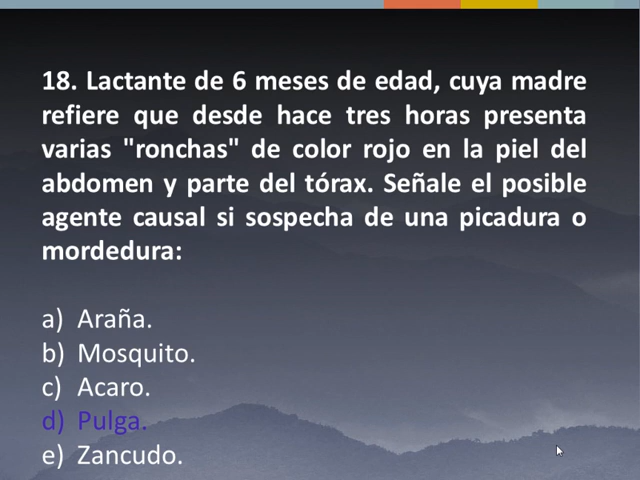 18. Lactante de 6 meses de edad, cuya madre
refiere que desde hace tres horas presenta
varias "ronchas" de color rojo en la piel del
abdomen y parte del tórax. Señale el posible
agente causal si sospecha de una picadura o
mordedura:
a) Araña.
b) Mosquito.
c) Acaro.
d) Pulga.
e) Zancudo.